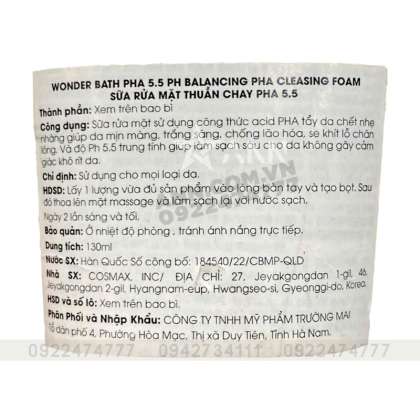 WONDER BATH PHA 5.5 PH BALANCING PHA CLEASING FOAM
SỮA RỬA MẶT THUẦN CHAY PHA 5.5
Thành phần: Xem trên bao bì
Công dụng: Sữa rửa mặt sử dụng công thức acid PHA tẩy da chết nhẹ
nhàng giúp da mịn màng, trắng sáng, chống lão hóa, se khít lỗ chân
lông. Và độ Ph 5.5 trung tính giúp làm sạch sâu cho da không gây cảm
giác khô rít da.
Chỉ định: Sử dụng cho mọi loại da.
HDSD: Lấy 1 lượng vừa đủ sản phẩm vào lòng bàn tay và tạo bọt. Sau
đó thoa lên mặt massage và làm sạch lại với nước sạch.
Ngày 2 lần sáng và tối.
Bảo quản: Ở nhiệt độ phòng , tránh ánh nắng trực tiếp.
Dung tích: 130ml
Nước SX: Hàn Quốc Số công bố: 184540/22/CBMP-QLD
Nhà SX: COSMAX, INC/ ĐỊA CHỈ: 27, Jeyakgongdan 1-gil, 46,
Jeyakgongdan 2-gil, Hyangnam-eup, Hwangseo-si, Gyeonggi-do, Korea.
HSD và số lô: Xem trên bao bì.
Phân Phối và Nhập Khẩu: CÔNG TY TNHH MỸ PHẨM TRƯỜNG MAI
Tổ dân phố 4, Phường Hòa Mạc, Thị xã Duy Tiên, Tỉnh Hà Nam.
0922474777 0942734111 0922474777